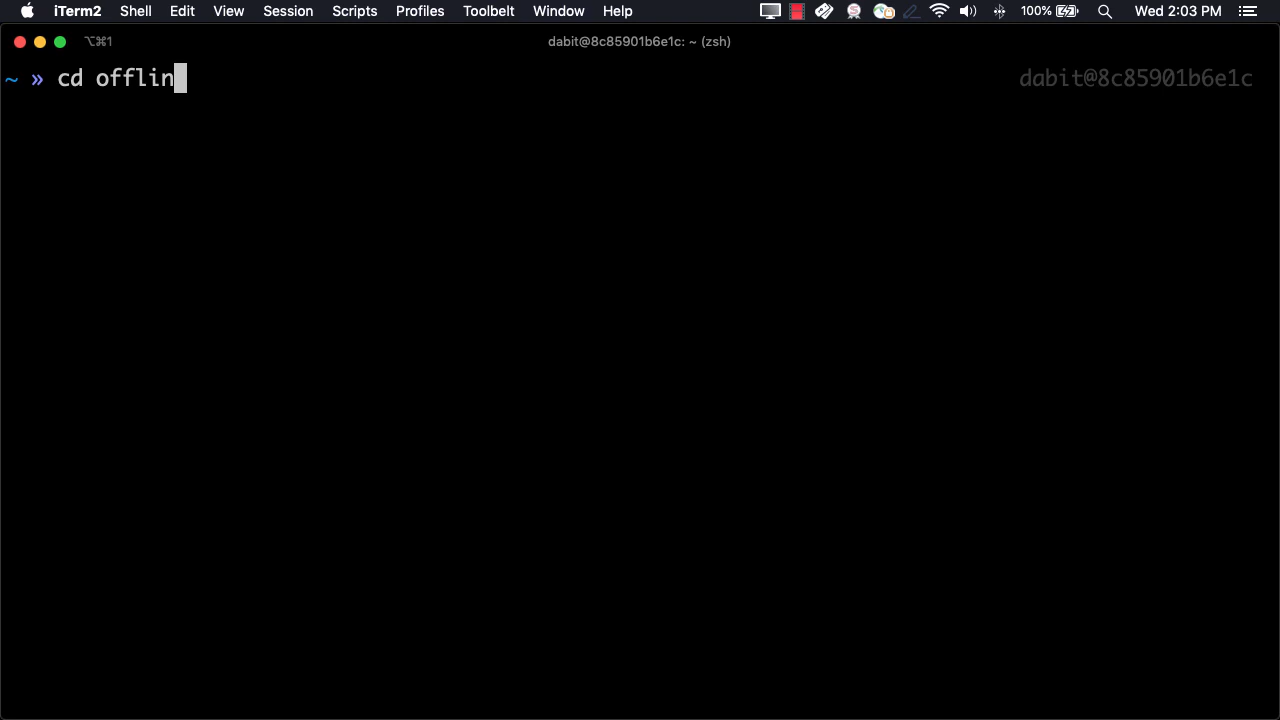 iTerm2 Shell Edit View Session Scripts Profiles Toolbelt Window Help 100% Wed 2:03 PM
⌥⌘1 dabit@8c85901b6e1c: ~ (zsh)
~ » cd offlin dabit@8c85901b6e1c